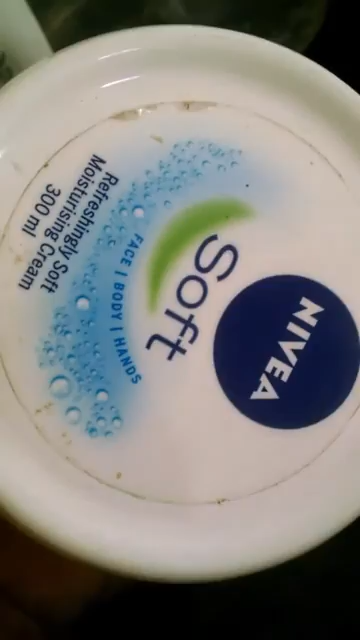 NIVEA
Soft
FACE | BODY | HANDS
Refreshingly Soft
Moisturising Cream
300 ml